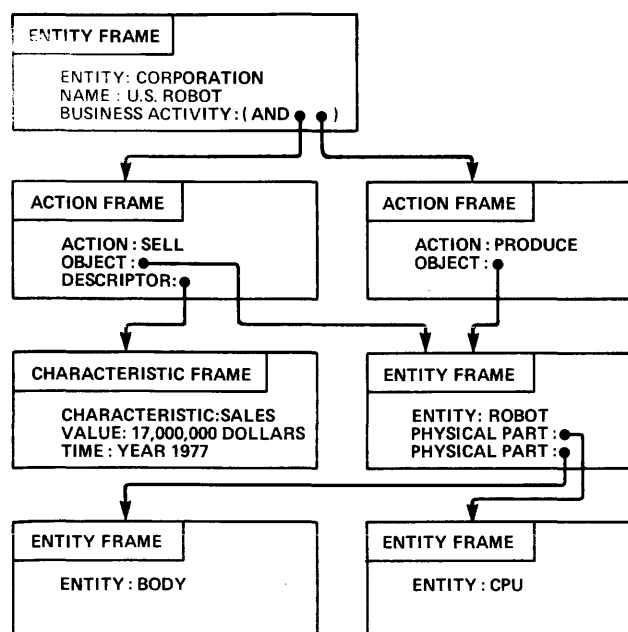 ENTITY FRAME
ENTITY: CORPORATION
NAME : U.S. ROBOT
BUSINESS ACTIVITY : ( AND )
ACTION FRAME
ACTION : SELL
OBJECT :
DESCRIPTOR:
ACTION FRAME
ACTION : PRODUCE
OBJECT :
CHARACTERISTIC FRAME
CHARACTERISTIC:SALES
VALUE: 17,000,000 DOLLARS
TIME : YEAR 1977
ENTITY FRAME
ENTITY: ROBOT
PHYSICAL PART :
PHYSICAL PART :
ENTITY FRAME
ENTITY : BODY
ENTITY FRAME
ENTITY : CPU